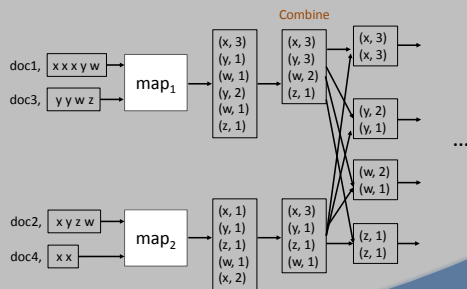 Combine
doc1, x x x y w
doc3, y y w z
map1
(x, 3)
(y, 1)
(w, 1)
(y, 2)
(w, 1)
(z, 1)
(x, 3)
(y, 3)
(w, 2)
(z, 1)
(x, 3)
(x, 3)
(y, 2)
(y, 1)
...
(w, 2)
(w, 1)
doc2, x y z w
doc4, x x
map2
(x, 1)
(y, 1)
(z, 1)
(w, 1)
(x, 2)
(x, 3)
(y, 1)
(z, 1)
(w, 1)
(z, 1)
(z, 1)